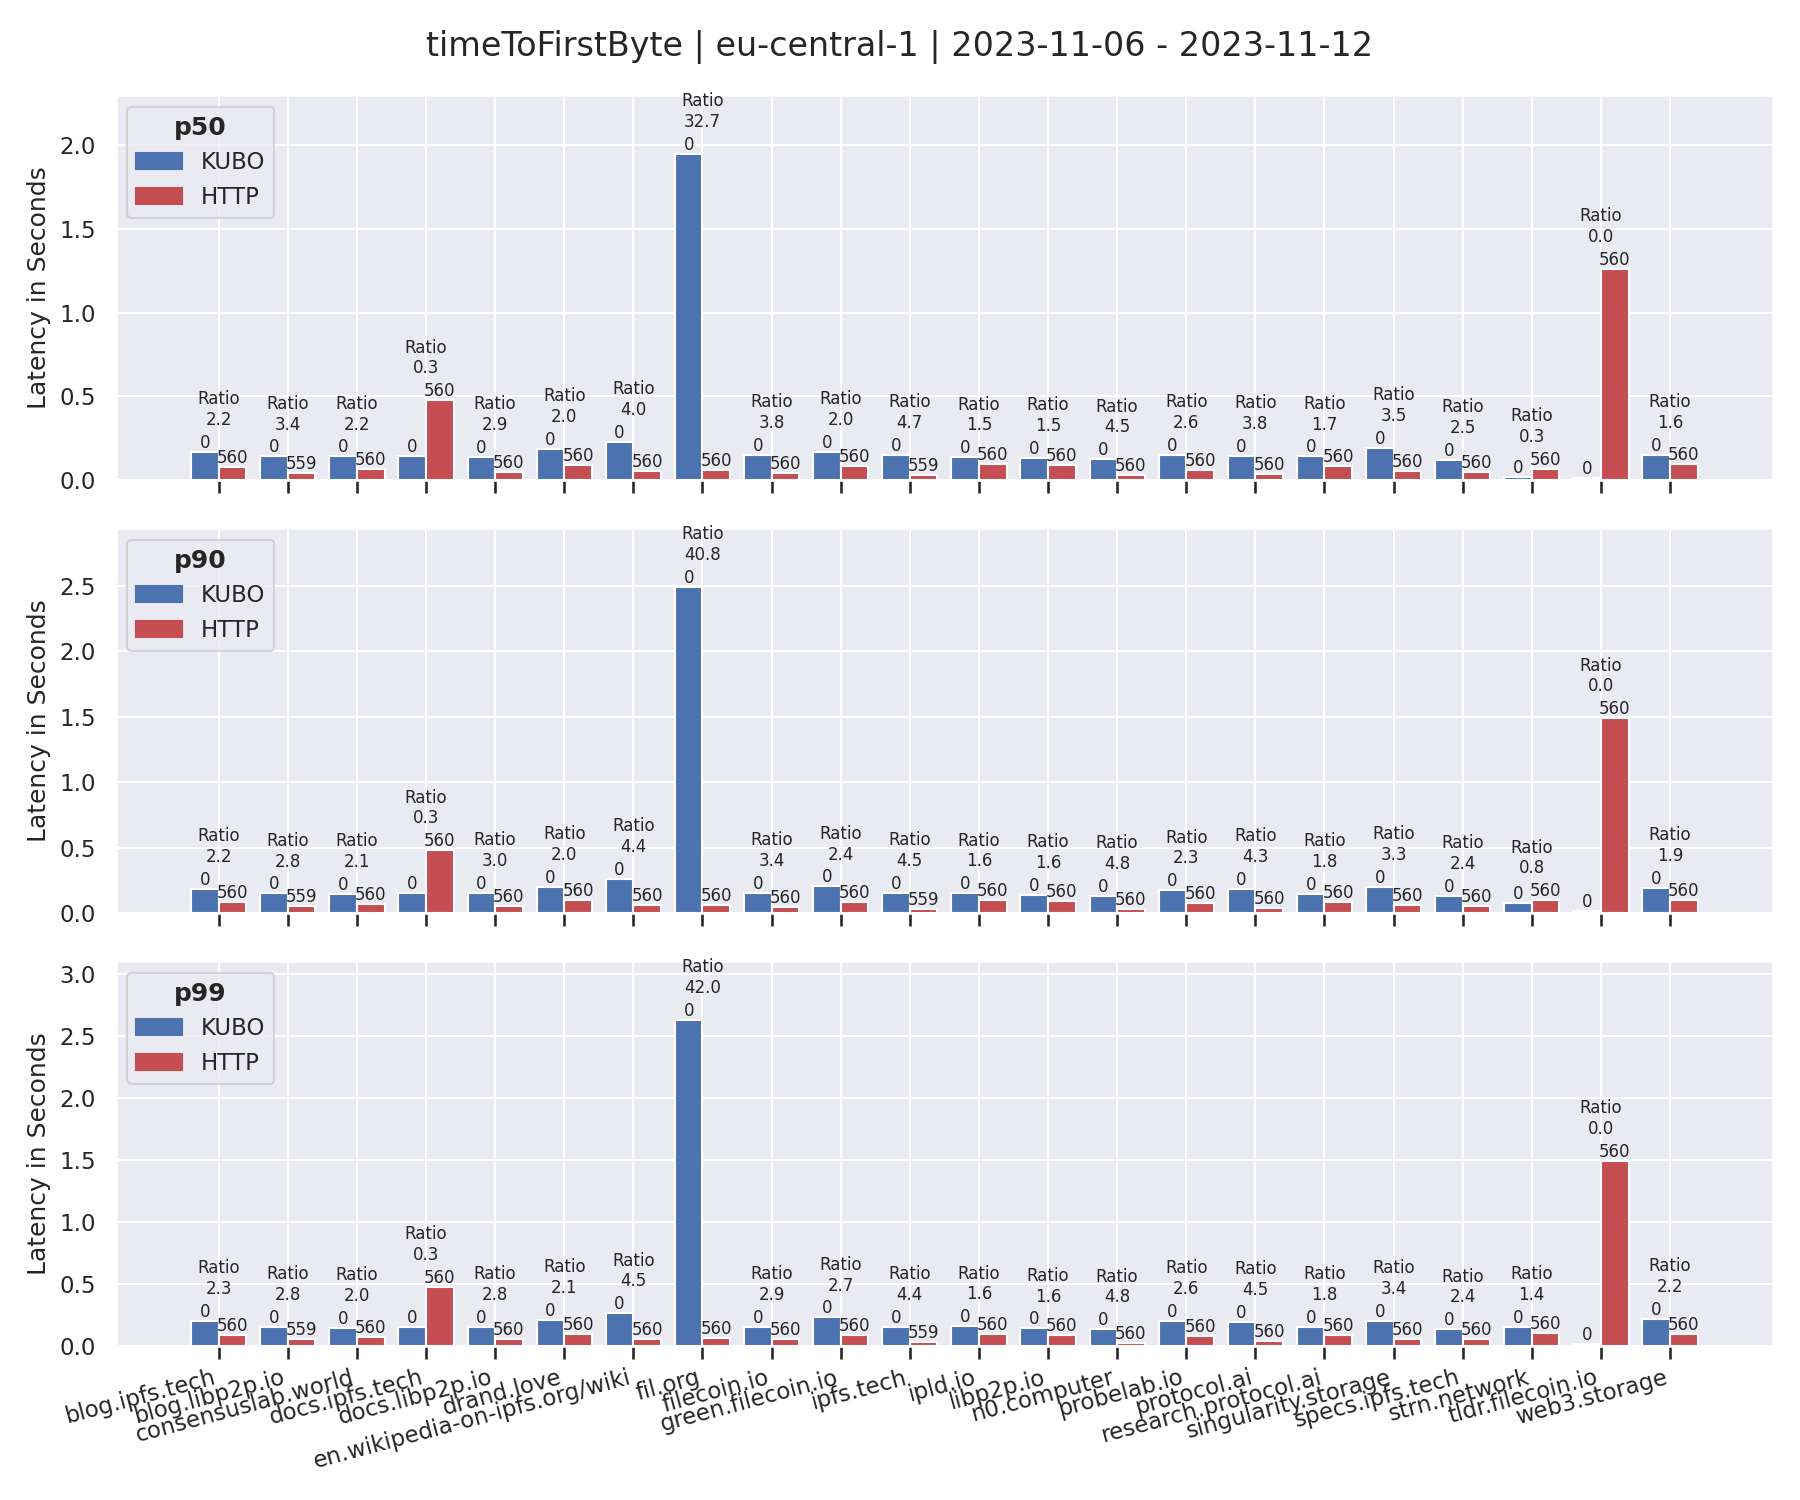 timeToFirstByte | eu-central-1 | 2023-11-06 - 2023-11-12
p50
KUBO
HTTP
Latency in Seconds
2.0
1.5
1.0
0.5
0.0
Ratio
2.2
0
560
Ratio
3.4
0
559
Ratio
2.2
0
560
Ratio
0.3
0
560
Ratio
2.9
0
560
Ratio
2.0
0
560
Ratio
4.0
0
560
Ratio
32.7
0
560
Ratio
3.8
0
560
Ratio
2.0
0
560
Ratio
4.7
0
559
Ratio
1.5
0
560
Ratio
1.5
0
560
Ratio
4.5
0
560
Ratio
2.6
0
560
Ratio
3.8
0
560
Ratio
1.7
0
560
Ratio
3.5
0
560
Ratio
2.5
0
560
Ratio
0.3
0
560
Ratio
0.0
0
560
Ratio
1.6
0
560
p90
KUBO
HTTP
Latency in Seconds
2.5
2.0
1.5
1.0
0.5
0.0
Ratio
2.2
0
560
Ratio
2.8
0
559
Ratio
2.1
0
560
Ratio
0.3
0
560
Ratio
3.0
0
560
Ratio
2.0
0
560
Ratio
4.4
0
560
Ratio
40.8
0
560
Ratio
3.4
0
560
Ratio
2.4
0
560
Ratio
4.5
0
559
Ratio
1.6
0
560
Ratio
1.6
0
560
Ratio
4.8
0
560
Ratio
2.3
0
560
Ratio
4.3
0
560
Ratio
1.8
0
560
Ratio
3.3
0
560
Ratio
2.4
0
560
Ratio
0.8
0
560
Ratio
0.0
0
560
Ratio
1.9
0
560
p99
KUBO
HTTP
Latency in Seconds
3.0
2.5
2.0
1.5
1.0
0.5
0.0
Ratio
2.3
0
560
Ratio
2.8
0
559
Ratio
2.0
0
560
Ratio
0.3
0
560
Ratio
2.8
0
560
Ratio
2.1
0
560
Ratio
4.5
0
560
Ratio
42.0
0
560
Ratio
2.9
0
560
Ratio
2.7
0
560
Ratio
4.4
0
559
Ratio
1.6
0
560
Ratio
1.6
0
560
Ratio
4.8
0
560
Ratio
2.6
0
560
Ratio
4.5
0
560
Ratio
1.8
0
560
Ratio
3.4
0
560
Ratio
2.4
0
560
Ratio
1.4
0
560
Ratio
0.0
0
560
Ratio
2.2
0
560
blog.ipfs.tech
blog.libp2p.io
consensuslab.world
docs.ipfs.tech
docs.libp2p.io
drand.love
en.wikipedia-on-ipfs.org/wiki
fil.org
filecoin.io
green.filecoin.io
ipfs.tech
ipld.io
libp2p.io
n0.computer
probelab.io
protocol.ai
research.protocol.ai
singularity.storage
specs.ipfs.tech
strn.network
tldr.filecoin.io
web3.storage